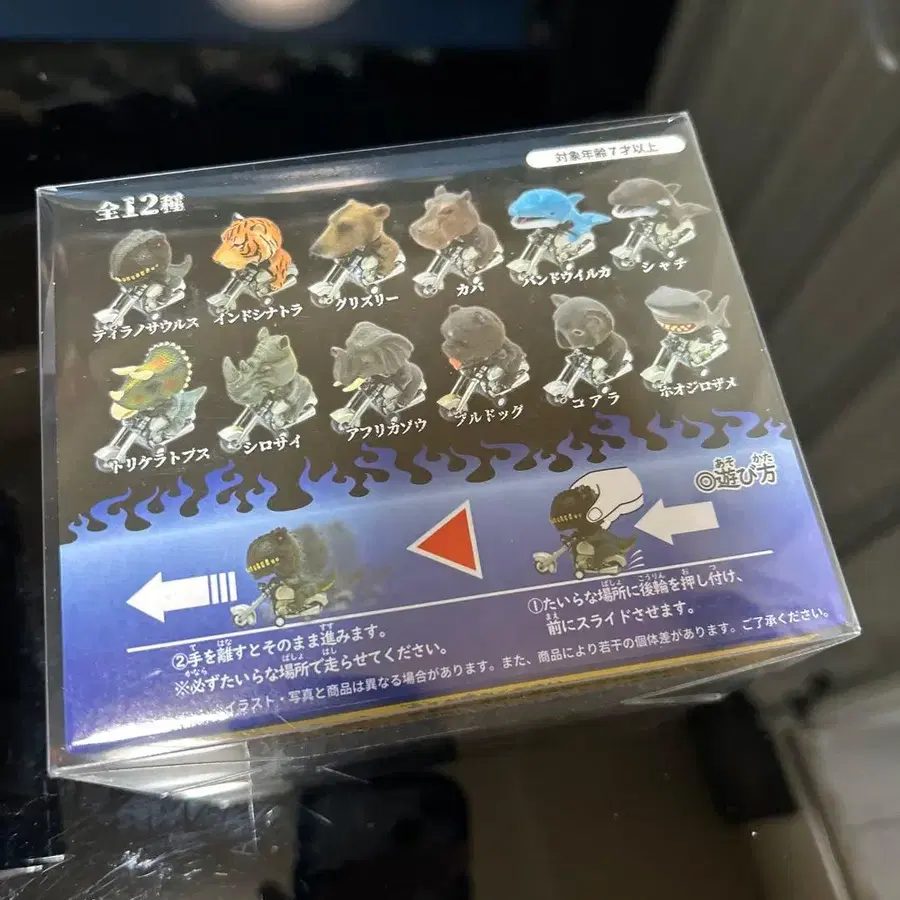 対象年齢7才以上
全12種
ティラノサウルス
インドシナトラ
グリズリー
カバ
ハンドウイルカ
シャチ
トリケラトプス
シロサイ
アフリカゾウ
ブルドッグ
コアラ
ホオジロザメ
◎遊び方
①たいらな場所に後輪を押し付け、
前にスライドさせます。
②手を離すとそのまま進みます。
※必ずたいらな場所で走らせてください。
イラスト・写真と商品は異なる場合があります。また、商品により若干の個体差があります。ご了承ください。